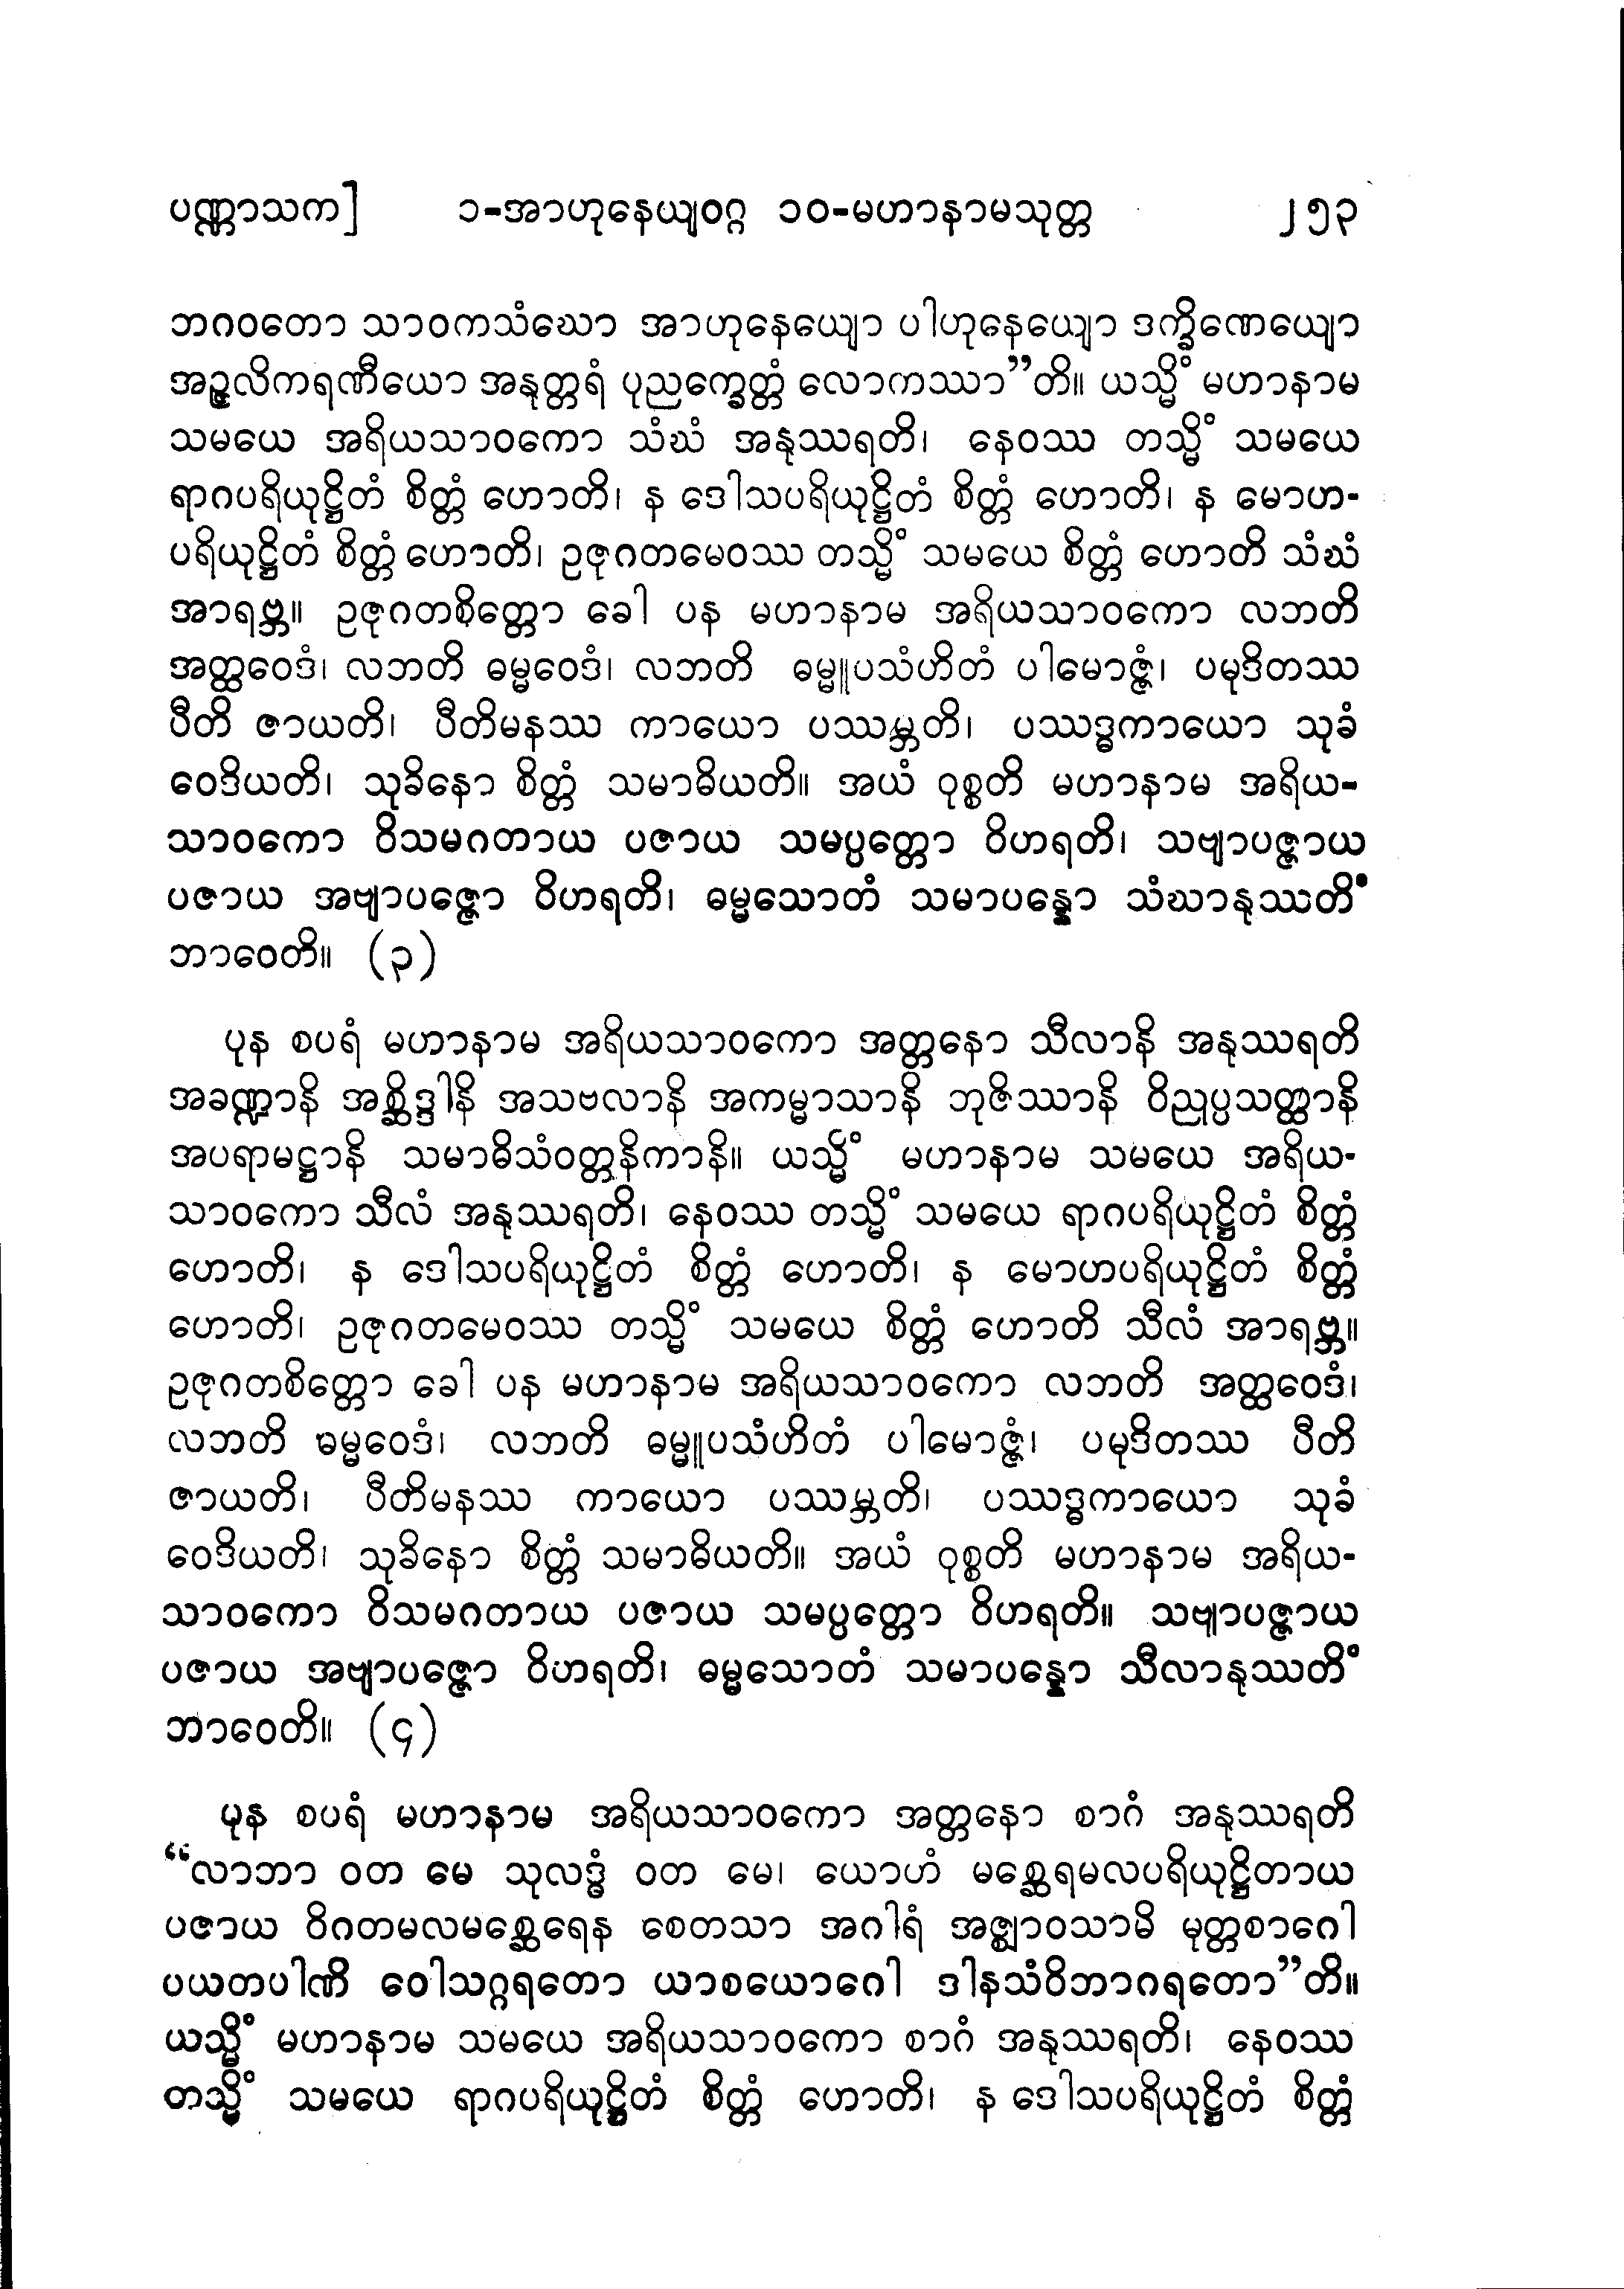 ပဏ္ဏာသက] ၁-အာဟုနေယျဝဂ္ဂ ၁၀-မဟာနာမသုတ္တ ၂၅၃
ဘဂဝတော သာဝကသံဃော အာဟုနေယျော ပါဟုနေယျော ဒက္ခိဏေယျော
အဉ္ဇလိကရဏီယော အနုတ္တရံ ပုညက္ခေတ္တံ လောကဿာ”တိ။ ယသ္မိံ မဟာနာမ
သမယေ အရိယသာဝကော သံဃံ အနုဿရတိ၊ နေဝဿ တသ္မိံ သမယေ
ရာဂပရိယုဋ္ဌိတံ စိတ္တံ ဟောတိ၊ န ဒေါသပရိယုဋ္ဌိတံ စိတ္တံ ဟောတိ၊ န မောဟ-
ပရိယုဋ္ဌိတံ စိတ္တံ ဟောတိ၊ ဥဇုဂတမေဝဿ တသ္မိံ သမယေ စိတ္တံ ဟောတိ သံဃံ
အာရဗ္ဘ။ ဥဇုဂတစိတ္တော ခေါ ပန မဟာနာမ အရိယသာဝကော လဘတိ
အတ္ထဝေဒံ၊ လဘတိ ဓမ္မဝေဒံ၊ လဘတိ ဓမ္မူပသံဟိတံ ပါမောဇ္ဇံ၊ ပမုဒိတဿ
ပီတိ ဇာယတိ၊ ပီတိမနဿ ကာယော ပဿမ္ဘတိ၊ ပဿဒ္ဓကာယော သုခံ
ဝေဒိယတိ၊ သုခိနော စိတ္တံ သမာဓိယတိ။ အယံ ဝုစ္စတိ မဟာနာမ အရိယ-
သာဝကော ဝိသမဂတာယ ပဇာယ သမပ္ပတ္တော ဝိဟရတိ၊ သဗျာပဇ္ဇာယ
ပဇာယ အဗျာပဇ္ဇော ဝိဟရတိ၊ ဓမ္မသောတံ သမာပန္နော သံဃာနုဿတိံ
ဘာဝေတိ။ (၃)
ပုန စပရံ မဟာနာမ အရိယသာဝကော အတ္တနော သီလာနိ အနုဿရတိ
အခဏ္ဍာနိ အစ္ဆိဒ္ဒါနိ အသဗလာနိ အကမ္မာသာနိ ဘုဇိဿာနိ ဝိညုပ္ပသတ္ထာနိ
အပရာမဋ္ဌာနိ သမာဓိသံဝတ္တနိကာနိ။ ယသ္မိံ မဟာနာမ သမယေ အရိယ-
သာဝကော သီလံ အနုဿရတိ၊ နေဝဿ တသ္မိံ သမယေ ရာဂပရိယုဋ္ဌိတံ စိတ္တံ
ဟောတိ၊ န ဒေါသပရိယုဋ္ဌိတံ စိတ္တံ ဟောတိ၊ န မောဟပရိယုဋ္ဌိတံ စိတ္တံ
ဟောတိ၊ ဥဇုဂတမေဝဿ တသ္မိံ သမယေ စိတ္တံ ဟောတိ သီလံ အာရဗ္ဘ။
ဥဇုဂတစိတ္တော ခေါ ပန မဟာနာမ အရိယသာဝကော လဘတိ အတ္ထဝေဒံ၊
လဘတိ ဓမ္မဝေဒံ၊ လဘတိ ဓမ္မူပသံဟိတံ ပါမောဇ္ဇံ၊ ပမုဒိတဿ ပီတိ
ဇာယတိ၊ ပီတိမနဿ ကာယော ပဿမ္ဘတိ၊ ပဿဒ္ဓကာယော သုခံ
ဝေဒိယတိ၊ သုခိနော စိတ္တံ သမာဓိယတိ။ အယံ ဝုစ္စတိ မဟာနာမ အရိယ-
သာဝကော ဝိသမဂတာယ ပဇာယ သမပ္ပတ္တော ဝိဟရတိ။ သဗျာပဇ္ဇာယ
ပဇာယ အဗျာပဇ္ဇော ဝိဟရတိ၊ ဓမ္မသောတံ သမာပန္နော သီလာနုဿတိံ
ဘာဝေတိ။ (၄)
မုန စပရံ မဟာနာမ အရိယသာဝကော အတ္တနော စာဂံ အနုဿရတိ
“လာဘာ ဝတ မေ သုလဒ္ဓံ ဝတ မေ၊ ယောဟံ မစ္ဆေရမလပရိယုဋ္ဌိတာယ
ပဇာယ ဝိဂတမလမစ္ဆေရေန စေတသာ အဂါရံ အဇ္ဈာဝသာမိ မုတ္တစာဂေါ
ပယတပါဏိ ဝေါသဂ္ဂရတော ယာစယောဂေါ ဒါနသံဝိဘာဂရတော”တိ။
ယသ္မိံ မဟာနာမ သမယေ အရိယသာဝကော စာဂံ အနုဿရတိ၊ နေဝဿ
တသ္မိံ သမယေ ရာဂပရိယုဋ္ဌိတံ စိတ္တံ ဟောတိ၊ န ဒေါသပရိယုဋ္ဌိတံ စိတ္တံ